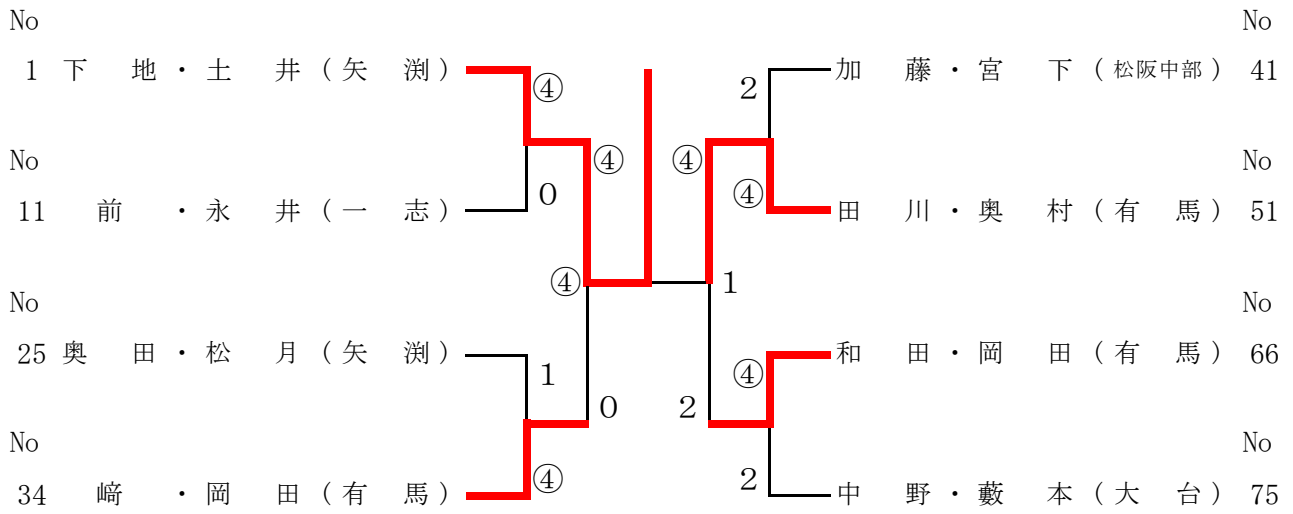 No No
1 下 地・土 井(矢 渕) 加 藤・宮 下(松阪中部) 41
④ 2
No ④ ④ No
④
0
11 前 ・永 井(一 志) 田 川・奥 村(有 馬) 51
④ 1
No No
25 奥 田・松 月(矢 渕) 和 田・岡 田(有 馬) 66
1 ④
0 2
No No
④ 2
34 﨑 ・岡 田(有 馬) 中 野・藪 本(大 台) 75